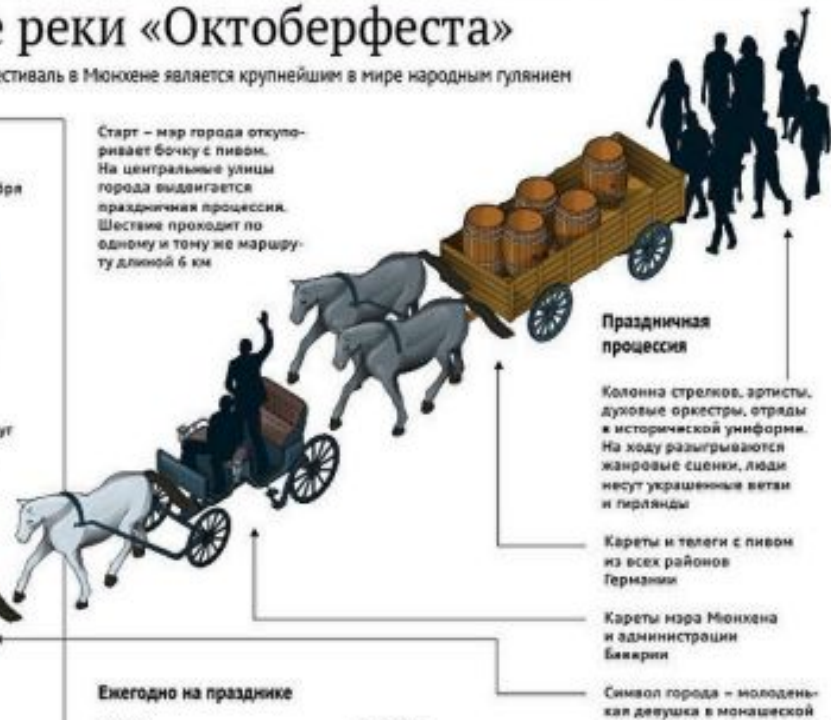 е реки «Октоберфеста»
естиваль в Мюнхене является крупнейшим в мире народным гулянием
Старт – мэр города откупо-
ривает бочку с пивом.
На центральные улицы
города выдвигается
праздничная процессия.
Шествие проходит по
одному и тому же маршру-
ту длиной 6 км
бря
уг
Праздничная
процессия
Колонна стрелков, артисты,
духовые оркестры, отряды
в исторической униформе.
На ходу разыгрываются
жанровые сценки, люди
несут украшенные ветви
и гирлянды
Кареты и телеги с пивом
из всех районов
Германии
Кареты мэра Мюнхена
и администрации
Баварии
Символ города – молодень-
кая девушка в монашеской
Ежегодно на празднике